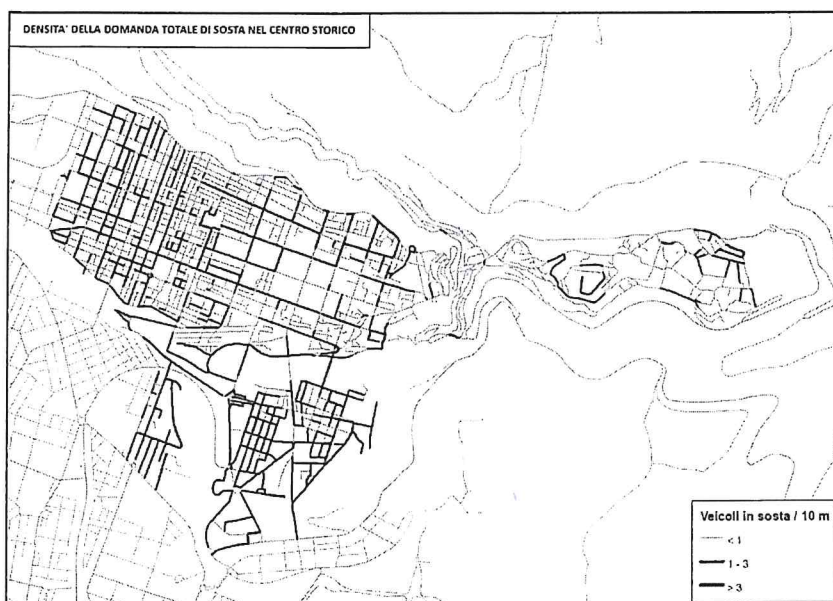 DENSITA' DELLA DOMANDA TOTALE DI SOSTA NEL CENTRO STORICO
Veicoli in sosta / 10 m
< 1
1 - 3
> 3